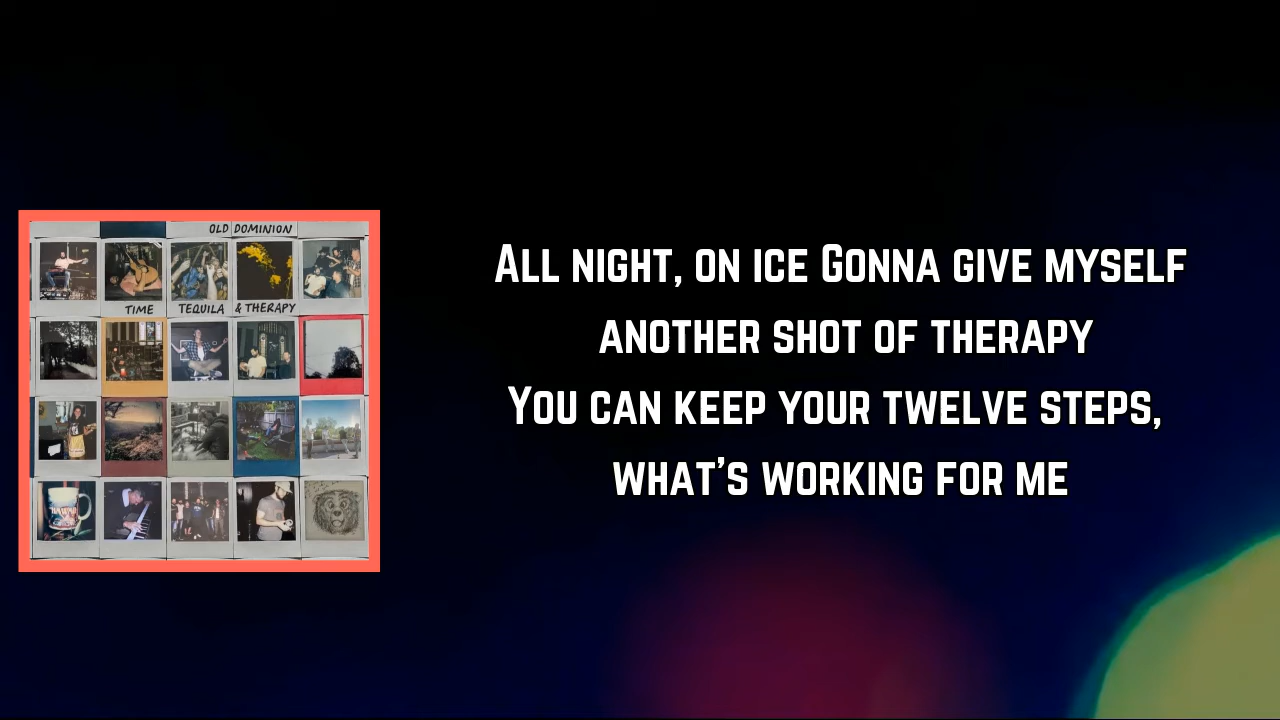 OLD DOMINION
TIME TEQUILA & THERAPY
All night, on ice Gonna give myself
another shot of therapy
You can keep your twelve steps,
what's working for me